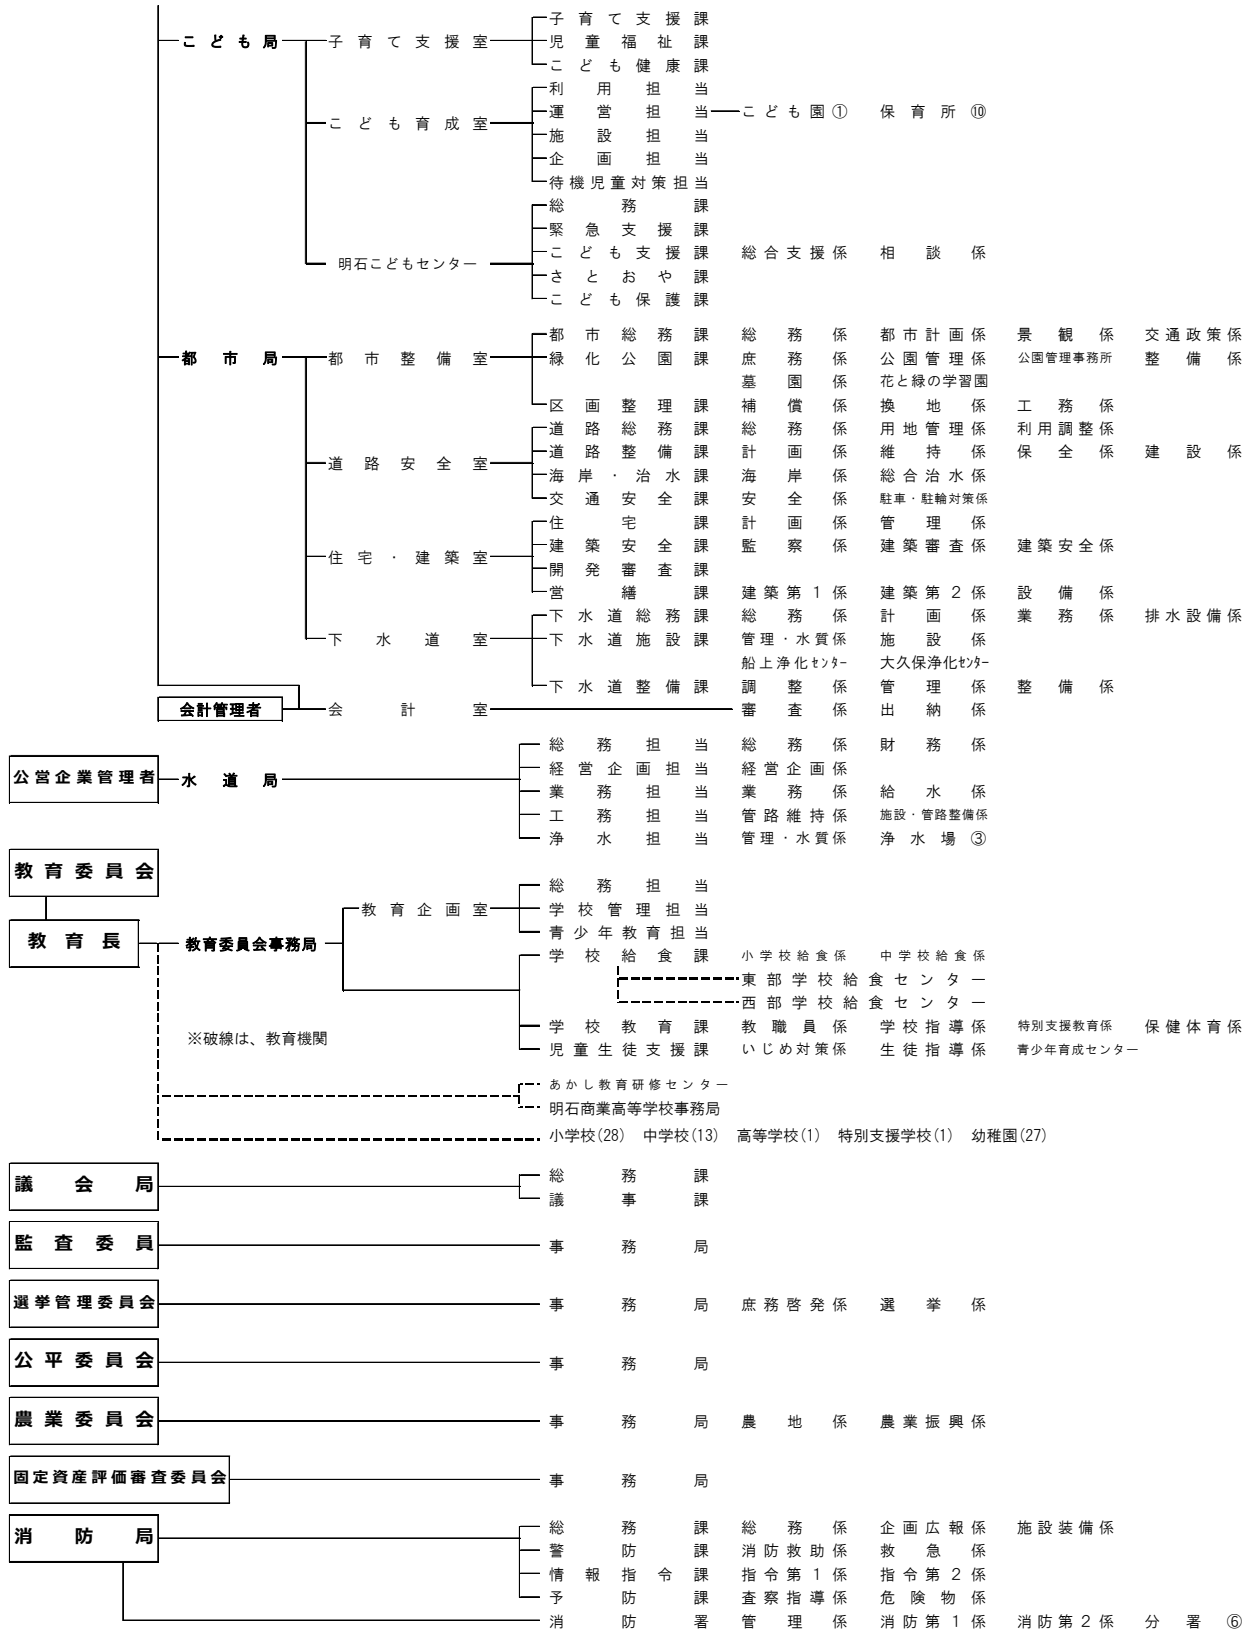 子育て支援課
こども局 子育て支援室 児童福祉課
こども健康課
利用担当
運営担当 こども園① 保育所⑩
こども育成室
施設担当
企画担当
待機児童対策担当
総務課
緊急支援課
こども支援課 総合支援係 相談係
明石こどもセンター
さとおや課
こども保護課
都市総務課 総務係 都市計画係 景観係 交通政策係
都市局 都市整備室 緑化公園課 庶務係 公園管理係 公園管理事務所 整備係
墓園係 花と緑の学習園
区画整理課 補償係 換地係 工務係
道路総務課 総務係 用地管理係 利用調整係
道路整備課 計画係 維持係 保全係 建設係
道路安全室
海岸・治水課 海岸係 総合治水係
交通安全課 安全係 駐車・駐輪対策係
住宅課 計画係 管理係
建築安全課 監察係 建築審査係 建築安全係
住宅・建築室
開発審査課
営繕課 建築第1係 建築第2係 設備係
下水道総務課 総務係 計画係 業務係 排水設備係
下水道室 下水道施設課 管理・水質係 施設係
船上浄化ｾﾝﾀｰ 大久保浄化ｾﾝﾀｰ
下水道整備課 調整係 管理係 整備係
会計管理者 会計室 審査係 出納係
総務担当 総務係 財務係
経営企画担当 経営企画係
公営企業管理者 水道局
業務担当 業務係 給水係
工務担当 管路維持係 施設・管路整備係
浄水担当 管理・水質係 浄水場③
教育委員会
総務担当
教育企画室 学校管理担当
青少年教育担当
教育長 教育委員会事務局
学校給食課 小学校給食係 中学校給食係
東部学校給食センター
西部学校給食センター
学校教育課 教職員係 学校指導係 特別支援教育係 保健体育係
※破線は、教育機関
児童生徒支援課 いじめ対策係 生徒指導係 青少年育成センター
あかし教育研修センター
明石商業高等学校事務局
小学校(28) 中学校(13) 高等学校(1) 特別支援学校(1) 幼稚園(27)
議会局 総務課
議事課
監査委員 事務局
選挙管理委員会 事務局 庶務啓発係 選挙係
公平委員会 事務局
農業委員会 事務局 農地係 農業振興係
固定資産評価審査委員会 事務局
消防局 総務課 総務係 企画広報係 施設装備係
警防課 消防救助係 救急係
情報指令課 指令第1係 指令第2係
予防課 査察指導係 危険物係
消防署 管理係 消防第1係 消防第2係 分署⑥